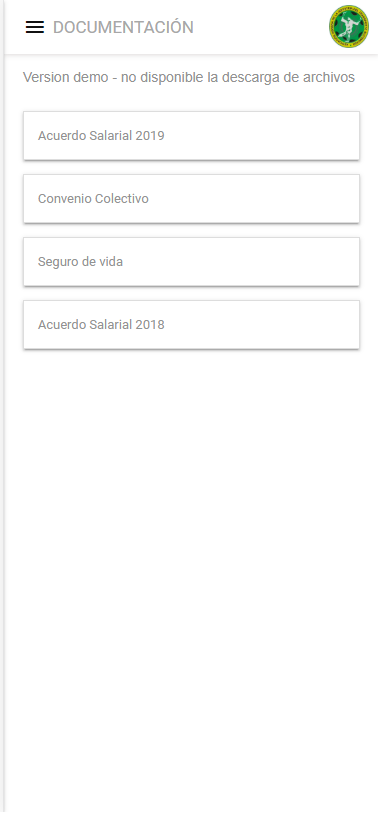 DOCUMENTACIÓN
Version demo - no disponible la descarga de archivos
Acuerdo Salarial 2019
Convenio Colectivo
Seguro de vida
Acuerdo Salarial 2018